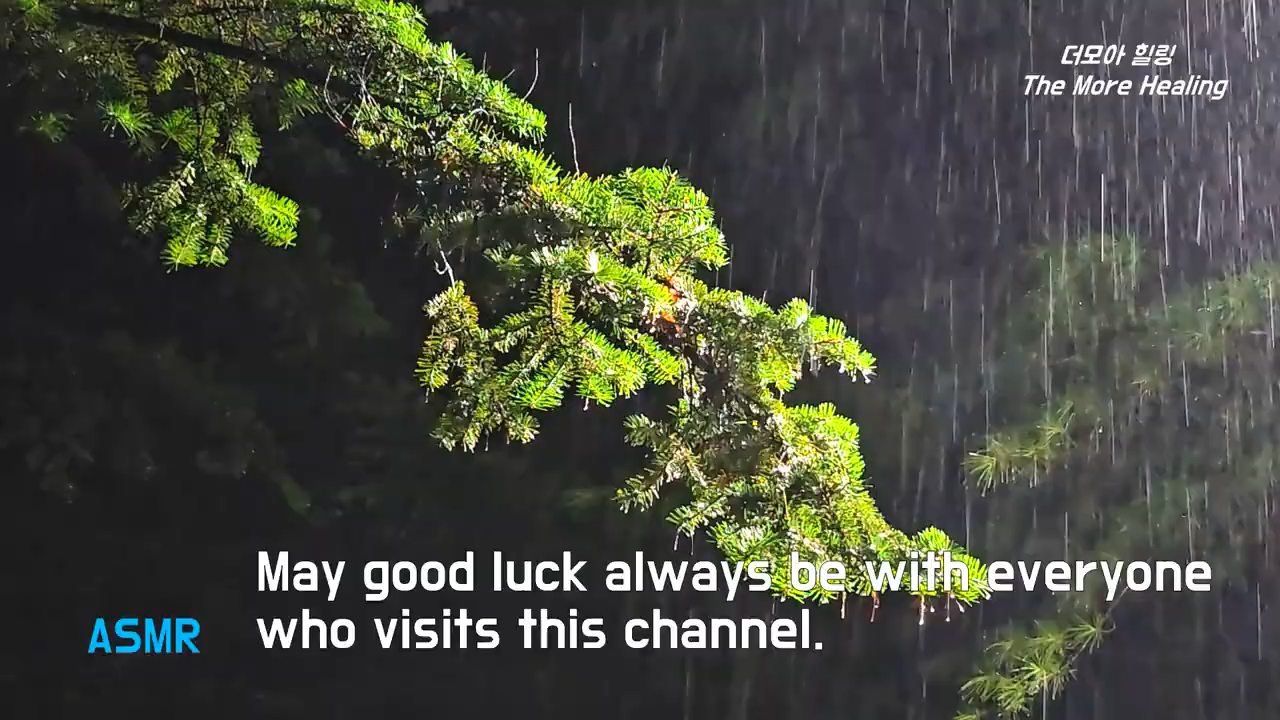 더모아 힐링
The More Healing
May good luck always be with everyone
who visits this channel.
ASMR